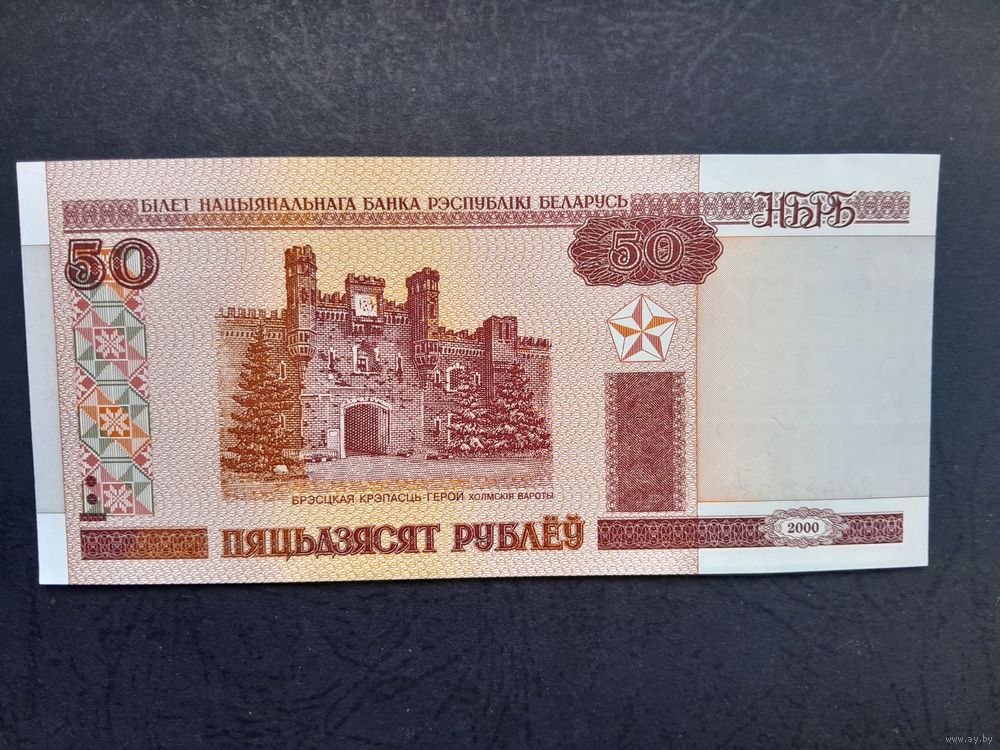 БІЛЕТ НАЦЫЯНАЛЬНАГА БАНКА РЭСПУБЛІКІ БЕЛАРУСЬ
НБРБ
50
50
БРЭСЦКАЯ КРЭПАСЦЬ-ГЕРОЙ ХОЛМСКІЯ ВАРОТЫ
ПЯЦЬДЗЯСЯТ РУБЛЁЎ
2000
www.ay.by